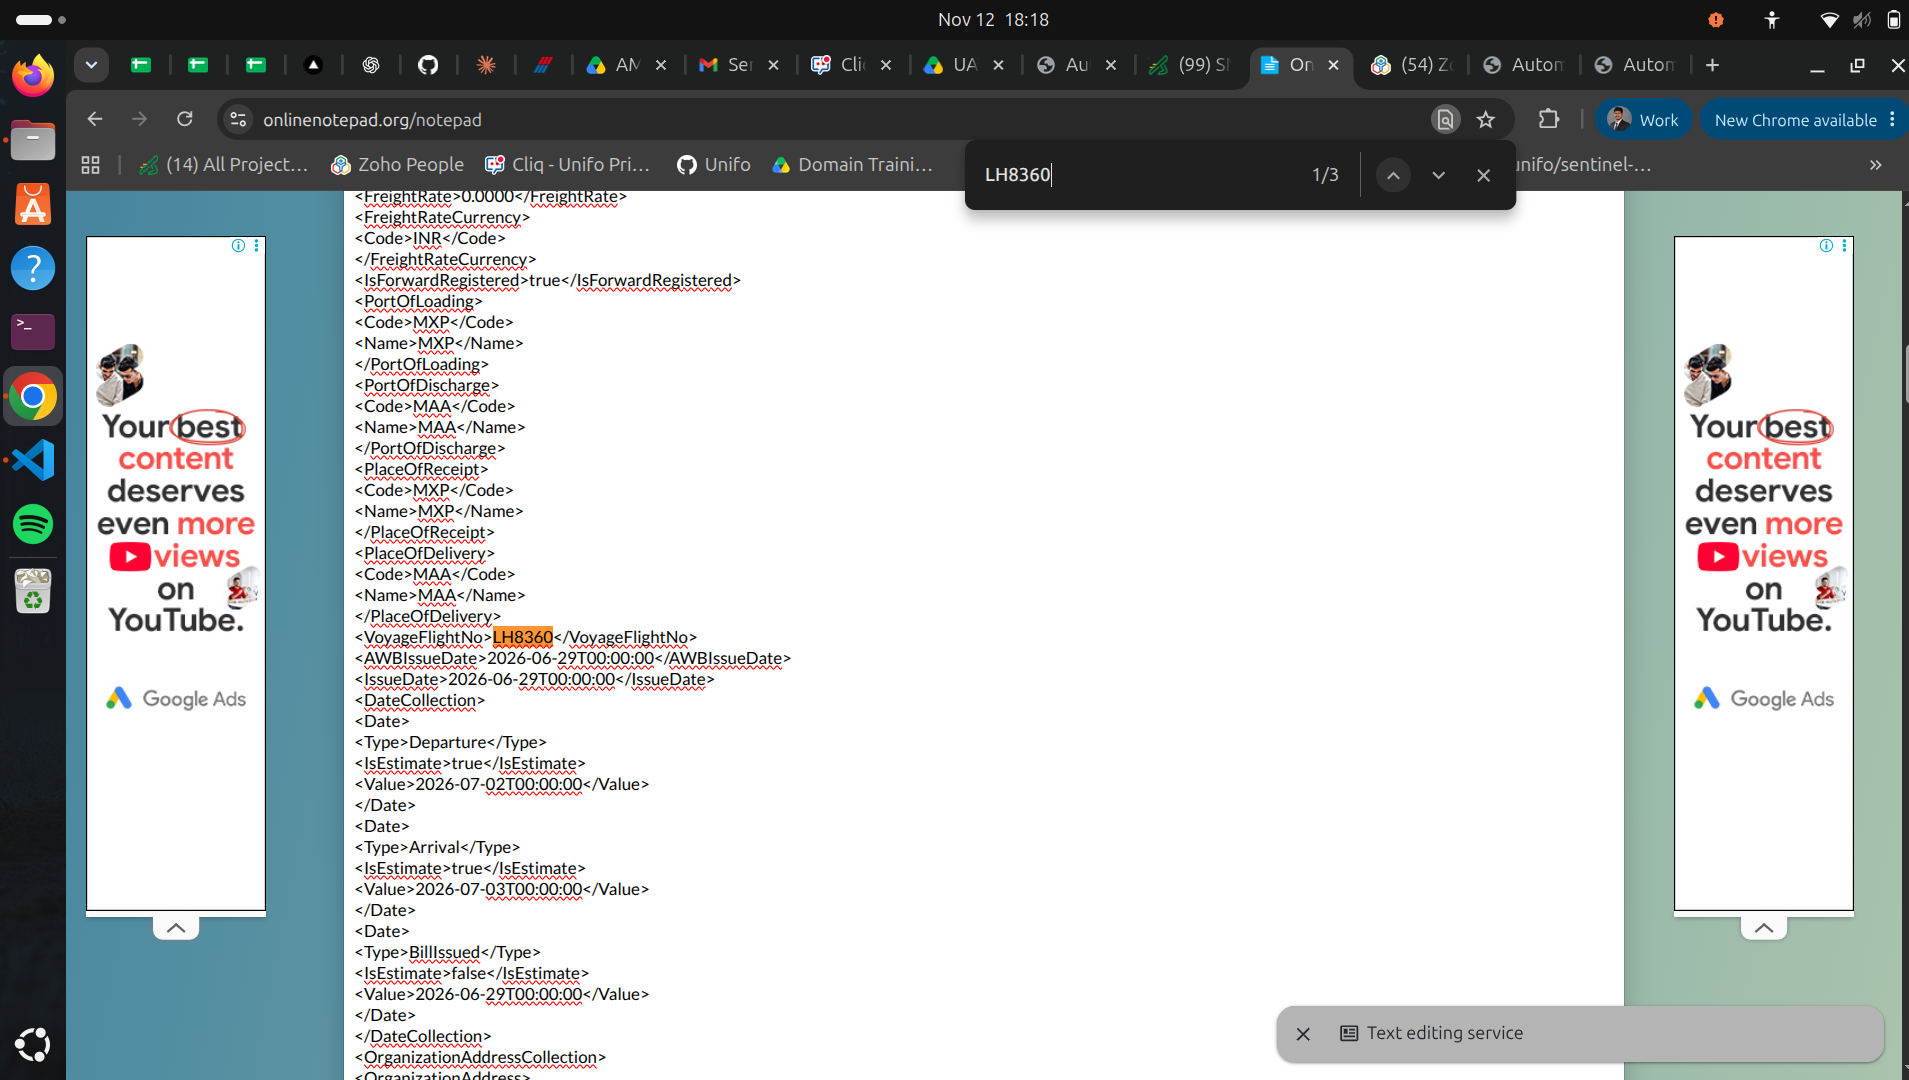 Nov 12 18:18
AM
Ser
Clic
UA
Au
(99) Sh
On
(54) Zo
Autom
Autom
onlinenotepad.org/notepad
Work
New Chrome available
(14) All Project...
Zoho People
Cliq - Unifo Pri...
Unifo
Domain Traini...
unifo/sentinel-...
LH8360
1/3
<FreightRate>0.0000</FreightRate>
<FreightRateCurrency>
<Code>INR</Code>
</FreightRateCurrency>
<IsForwardRegistered>true</IsForwardRegistered>
<PortOfLoading>
<Code>MXP</Code>
<Name>MXP</Name>
</PortOfLoading>
<PortOfDischarge>
<Code>MAA</Code>
<Name>MAA</Name>
</PortOfDischarge>
<PlaceOfReceipt>
<Code>MXP</Code>
<Name>MXP</Name>
</PlaceOfReceipt>
<PlaceOfDelivery>
<Code>MAA</Code>
<Name>MAA</Name>
</PlaceOfDelivery>
<VoyageFlightNo>LH8360</VoyageFlightNo>
<AWBIssueDate>2026-06-29T00:00:00</AWBIssueDate>
<IssueDate>2026-06-29T00:00:00</IssueDate>
<DateCollection>
<Date>
<Type>Departure</Type>
<IsEstimate>true</IsEstimate>
<Value>2026-07-02T00:00:00</Value>
</Date>
<Date>
<Type>Arrival</Type>
<IsEstimate>true</IsEstimate>
<Value>2026-07-03T00:00:00</Value>
</Date>
<Date>
<Type>BillIssued</Type>
<IsEstimate>false</IsEstimate>
<Value>2026-06-29T00:00:00</Value>
</Date>
</DateCollection>
<OrganizationAddressCollection>
<OrganizationAddress>
Your best
content
deserves
even more
views
on
YouTube.
Google Ads
Your best
content
deserves
even more
views
on
YouTube.
Google Ads
Text editing service